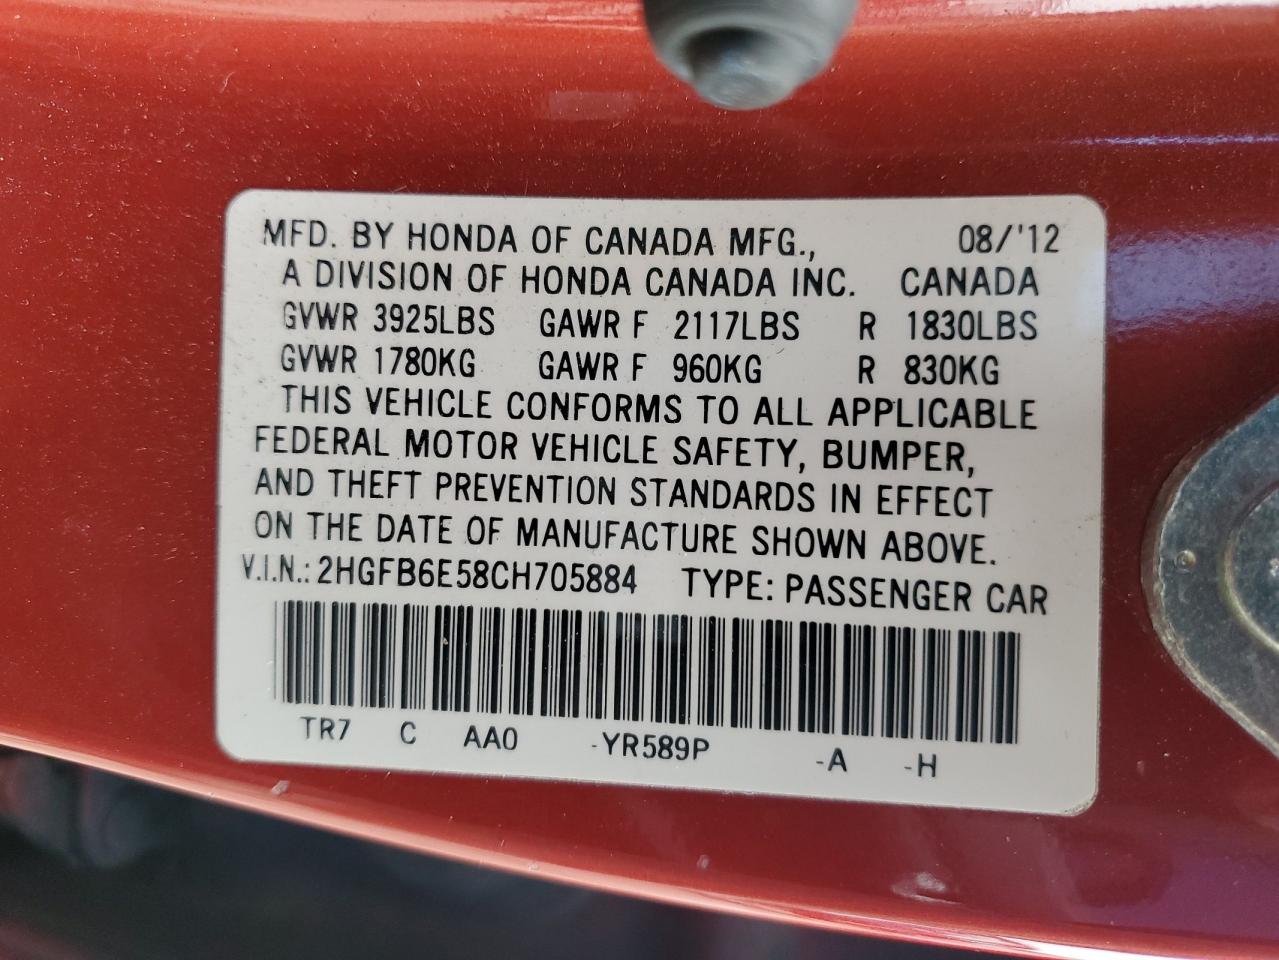 MFD. BY HONDA OF CANADA MFG., 08/'12
A DIVISION OF HONDA CANADA INC. CANADA
GVWR 3925LBS GAWR F 2117LBS R 1830LBS
GVWR 1780KG GAWR F 960KG R 830KG
THIS VEHICLE CONFORMS TO ALL APPLICABLE
FEDERAL MOTOR VEHICLE SAFETY, BUMPER,
AND THEFT PREVENTION STANDARDS IN EFFECT
ON THE DATE OF MANUFACTURE SHOWN ABOVE.
V.I.N.: 2HGFB6E58CH705884 TYPE: PASSENGER CAR
TR7 C AA0 -YR589P -A -H